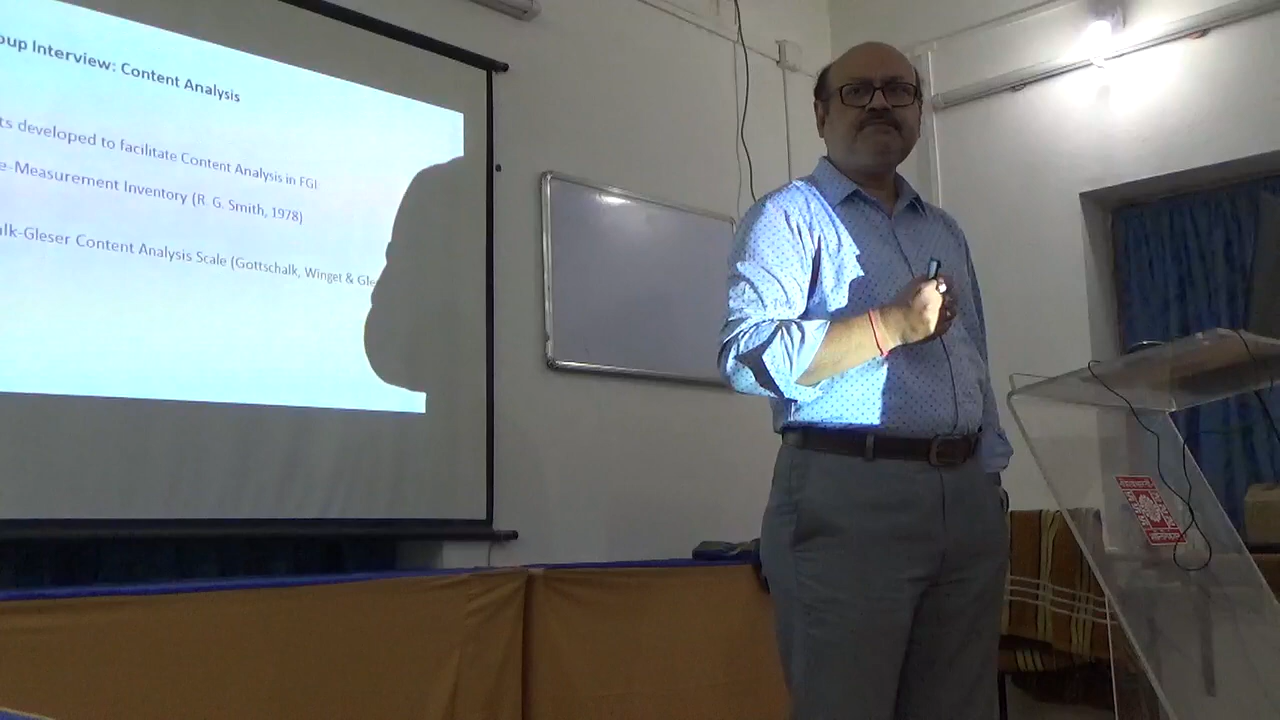 oup Interview: Content Analysis
ts developed to facilitate Content Analysis in FGI
e-Measurement Inventory (R. G. Smith, 1978)
lk-Gleser Content Analysis Scale (Gottschalk, Winget & Gle